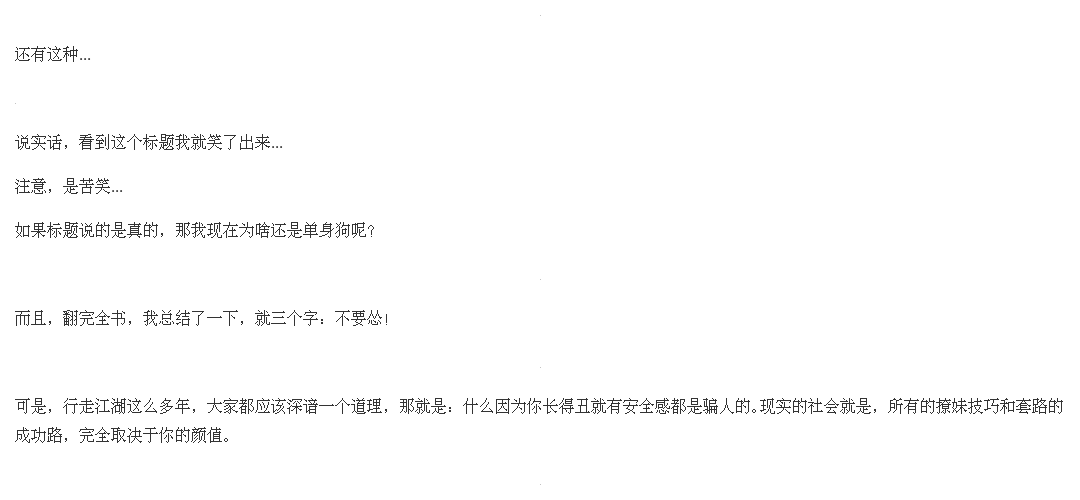 还有这种...
说实话，看到这个标题我就笑了出来...
注意，是苦笑...
如果标题说的是真的，那我现在为啥还是单身狗呢？
而且，翻完全书，我总结了一下，就三个字：不要怂！
可是，行走江湖这么多年，大家都应该深谙一个道理，那就是：什么因为你长得丑就有安全感都是骗人的。现实的社会就是，所有的撩妹技巧和套路的
成功路，完全取决于你的颜值。